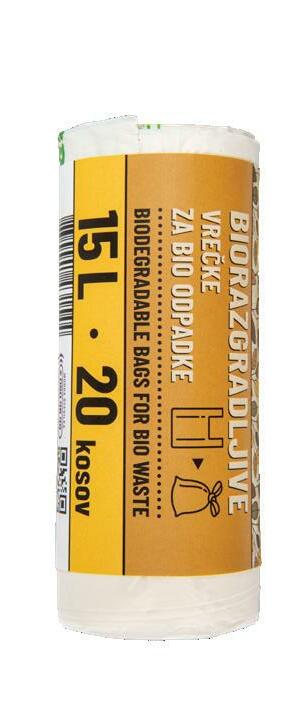 BIORAZGRADLJIVE
VREČKE
ZA BIO ODPADKE
BIODEGRADABLE BAGS FOR BIO WASTE
15 L • 20 kosov